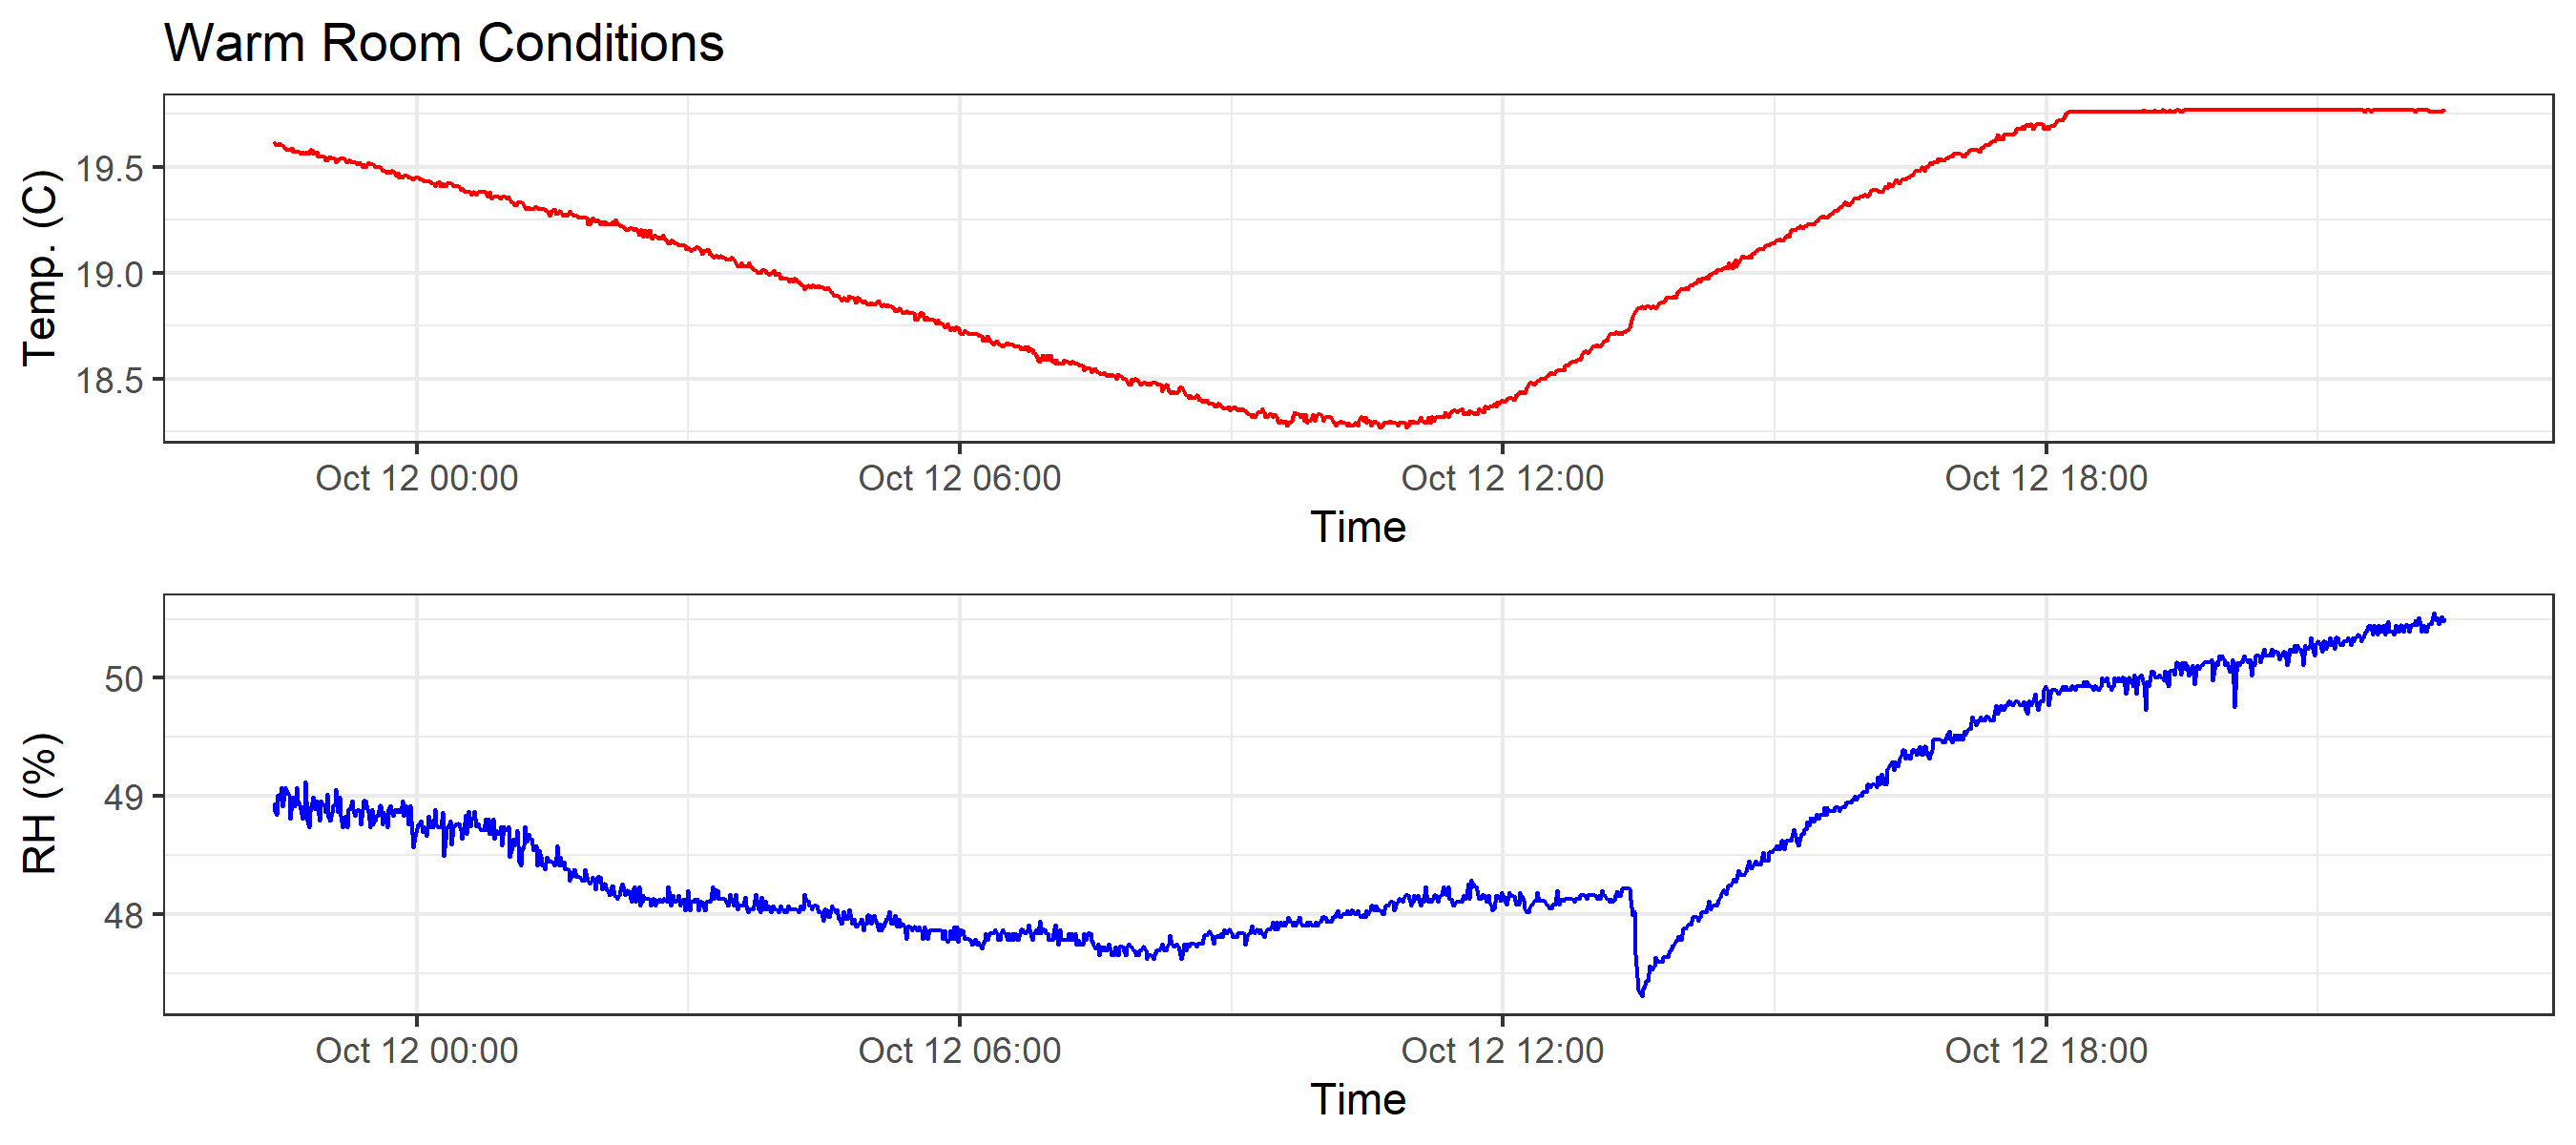 Warm Room Conditions
Temp. (C)
19.5
19.0
18.5
Oct 12 00:00 Oct 12 06:00 Oct 12 12:00 Oct 12 18:00
Time
RH (%)
50
49
48
Oct 12 00:00 Oct 12 06:00 Oct 12 12:00 Oct 12 18:00
Time